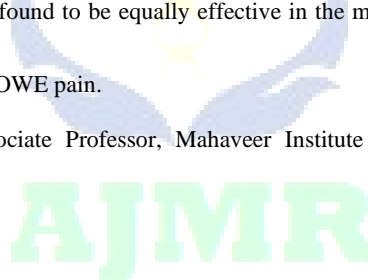 found to be equally effective in the m
OWE pain.
ociate Professor, Mahaveer Institute
AJMR